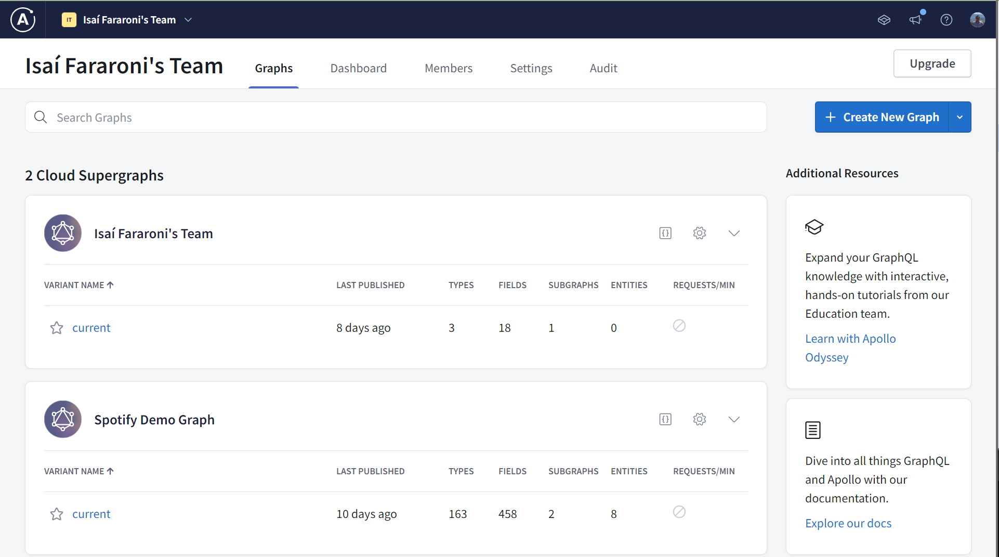 A
IT Isaí Fararoni's Team
Isaí Fararoni's Team
Graphs Dashboard Members Settings Audit
Upgrade
Search Graphs
+ Create New Graph
2 Cloud Supergraphs
Isaí Fararoni's Team
VARIANT NAME LAST PUBLISHED TYPES FIELDS SUBGRAPHS ENTITIES REQUESTS/MIN
current 8 days ago 3 18 1 0
Spotify Demo Graph
VARIANT NAME LAST PUBLISHED TYPES FIELDS SUBGRAPHS ENTITIES REQUESTS/MIN
current 10 days ago 163 458 2 8
Additional Resources
Expand your GraphQL
knowledge with interactive,
hands-on tutorials from our
Education team.
Learn with Apollo
Odyssey
Dive into all things GraphQL
and Apollo with our
documentation.
Explore our docs